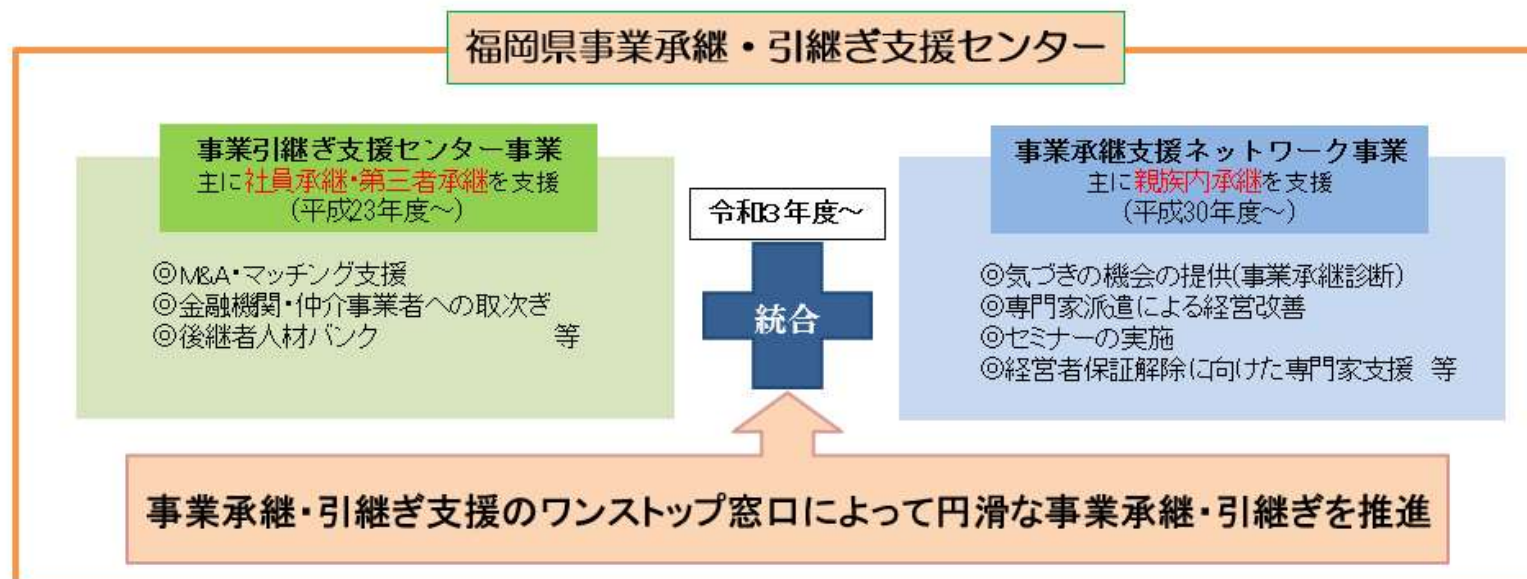 福岡県事業承継・引継ぎ支援センター
事業引継ぎ支援センター事業
主に社員承継・第三者承継を支援
(平成23年度～)
◎M&A・マッチング支援
◎金融機関・仲介事業者への取次ぎ
◎後継者人材バンク 等
令和3年度～
統合
事業承継支援ネットワーク事業
主に親族内承継を支援
(平成30年度～)
◎気づきの機会の提供(事業承継診断)
◎専門家派遣による経営改善
◎セミナーの実施
◎経営者保証解除に向けた専門家支援 等
事業承継・引継ぎ支援のワンストップ窓口によって円滑な事業承継・引継ぎを推進